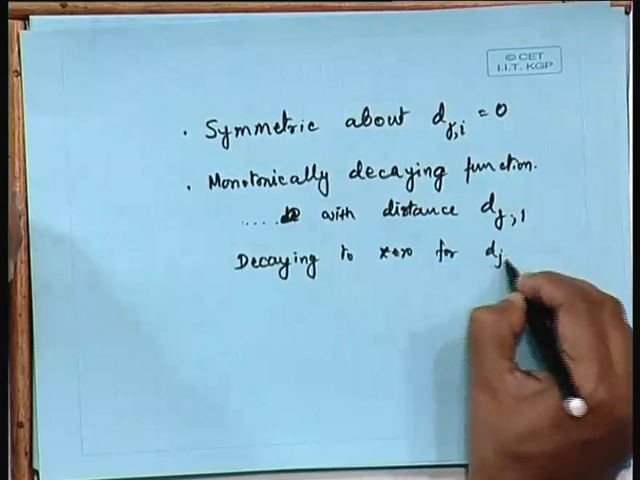 © CET
I.I.T. KGP
. Symmetric about dj,i = 0
. Monotonically decaying function.
.... with distance dj,i
Decaying to zero for dj